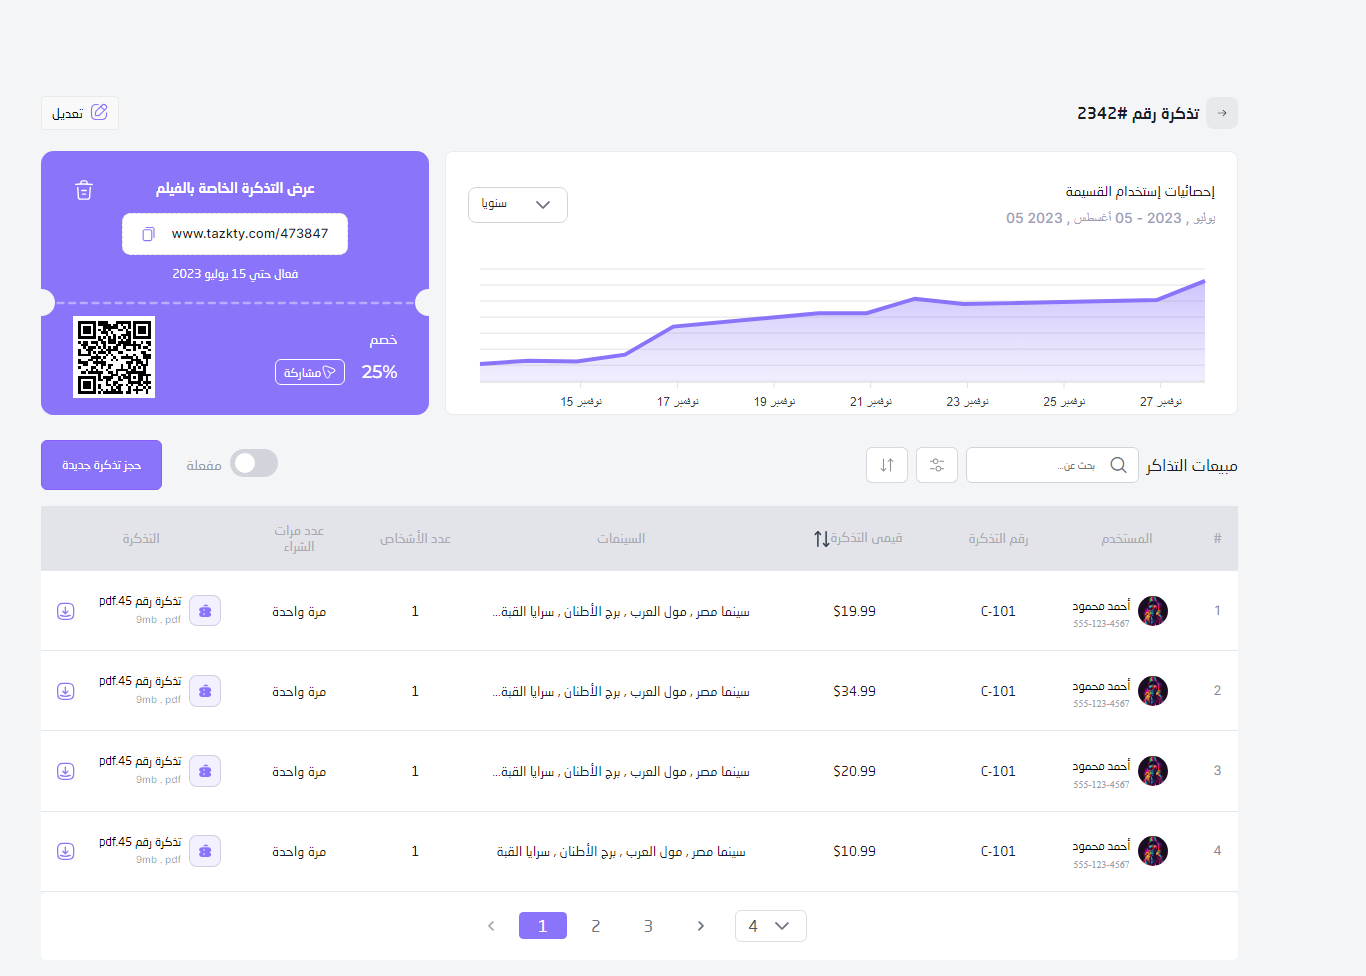 تذكرة رقم #2342
تعديل
إحصائيات إستخدام القسيمة
05 يوليو , 2023 - 05 أغسطس , 2023
سنويا
نوفمبر 27
نوفمبر 25
نوفمبر 23
نوفمبر 21
نوفمبر 19
نوفمبر 17
نوفمبر 15
عرض التذكرة الخاصة بالفيلم
www.tazkty.com/473847
فعال حتي 15 يوليو 2023
خصم
25%
مشاركة
مبيعات التذاكر
بحث عن...
مفعلة
حجز تذكرة جديدة
# المستخدم رقم التذكرة قيمى التذكرة السينمات عدد الأشخاص عدد مرات الشراء التذكرة
1 أحمد محمود 555-123-4567 C-101 $19.99 سينما مصر , مول العرب , برج الأطنان , سرايا القبة... 1 مرة واحدة تذكرة رقم 45.pdf 9mb . pdf
2 أحمد محمود 555-123-4567 C-101 $34.99 سينما مصر , مول العرب , برج الأطنان , سرايا القبة... 1 مرة واحدة تذكرة رقم 45.pdf 9mb . pdf
3 أحمد محمود 555-123-4567 C-101 $20.99 سينما مصر , مول العرب , برج الأطنان , سرايا القبة... 1 مرة واحدة تذكرة رقم 45.pdf 9mb . pdf
4 أحمد محمود 555-123-4567 C-101 $10.99 سينما مصر , مول العرب , برج الأطنان , سرايا القبة 1 مرة واحدة تذكرة رقم 45.pdf 9mb . pdf
1 2 3 4